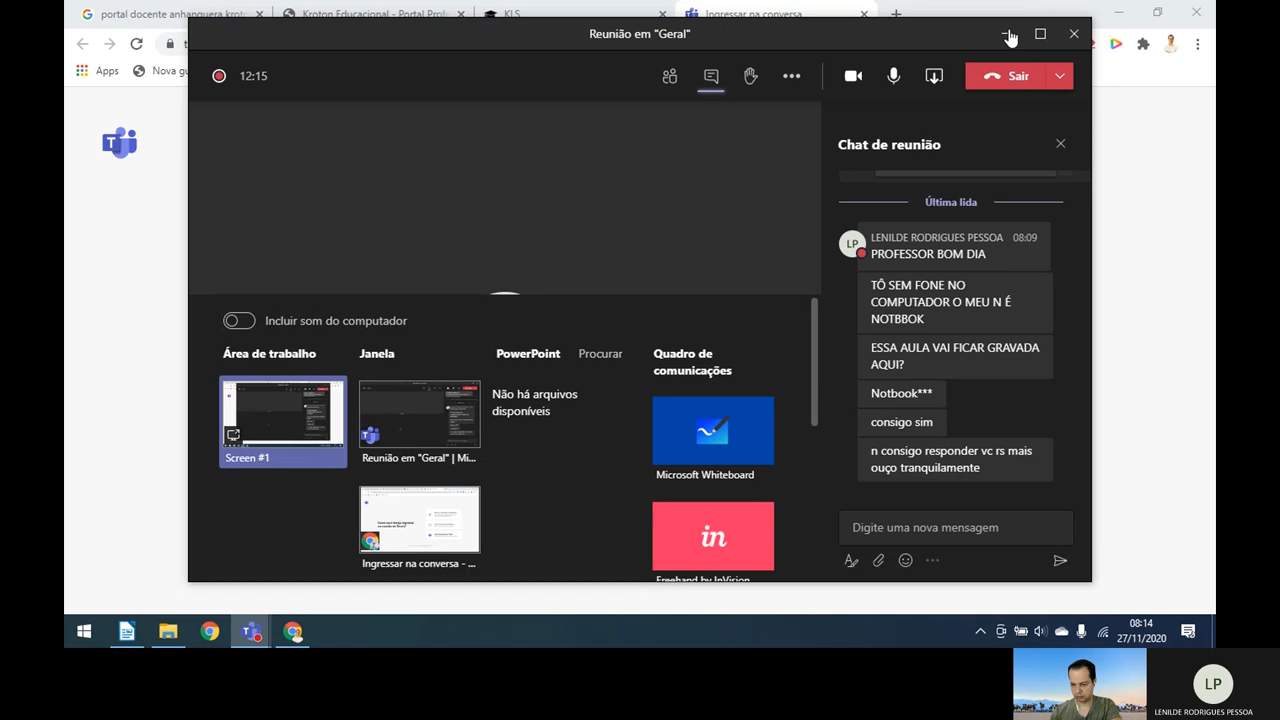 portal docente anhanguera krot
Kroton Educacional - Portal Prof
KLS
Ingressar na conversa
Apps
Nova gu
Reunião em "Geral"
12:15
Sair
Chat de reunião
Última lida
LP
LENILDE RODRIGUES PESSOA 08:09
PROFESSOR BOM DIA
TÔ SEM FONE NO
COMPUTADOR O MEU N É
NOTBBOK
ESSA AULA VAI FICAR GRAVADA
AQUI?
Notbook***
consigo sim
n consigo responder vc rs mais
ouço tranquilamente
Digite uma nova mensagem
Incluir som do computador
Área de trabalho
Janela
PowerPoint
Procurar
Quadro de
comunicações
Não há arquivos
disponíveis
Screen #1
Reunião em "Geral" | Mi...
Microsoft Whiteboard
in
Ingressar na conversa - ...
Freehand by InVision
08:14
27/11/2020
LP
LENILDE RODRIGUES PESSOA